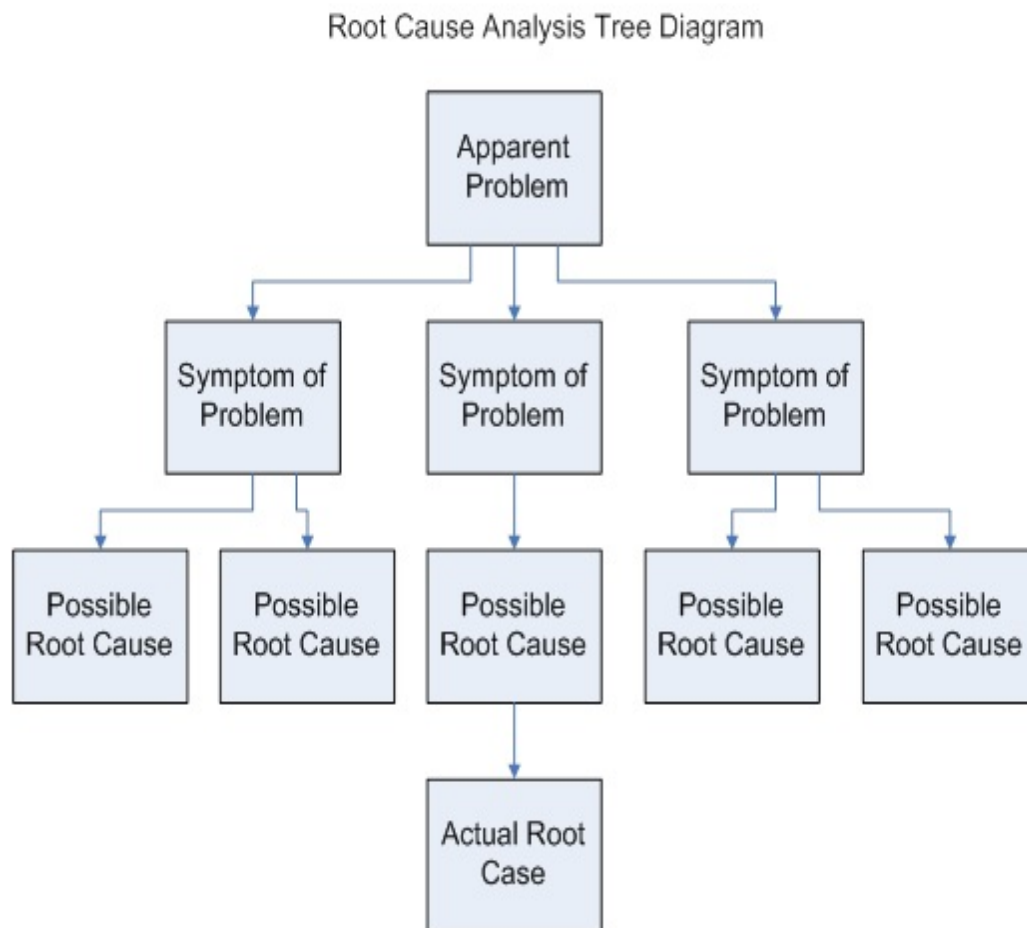 Root Cause Analysis Tree Diagram
Apparent
Problem
Symptom of
Problem
Symptom of
Problem
Symptom of
Problem
Possible
Root Cause
Possible
Root Cause
Possible
Root Cause
Possible
Root Cause
Possible
Root Cause
Actual Root
Case